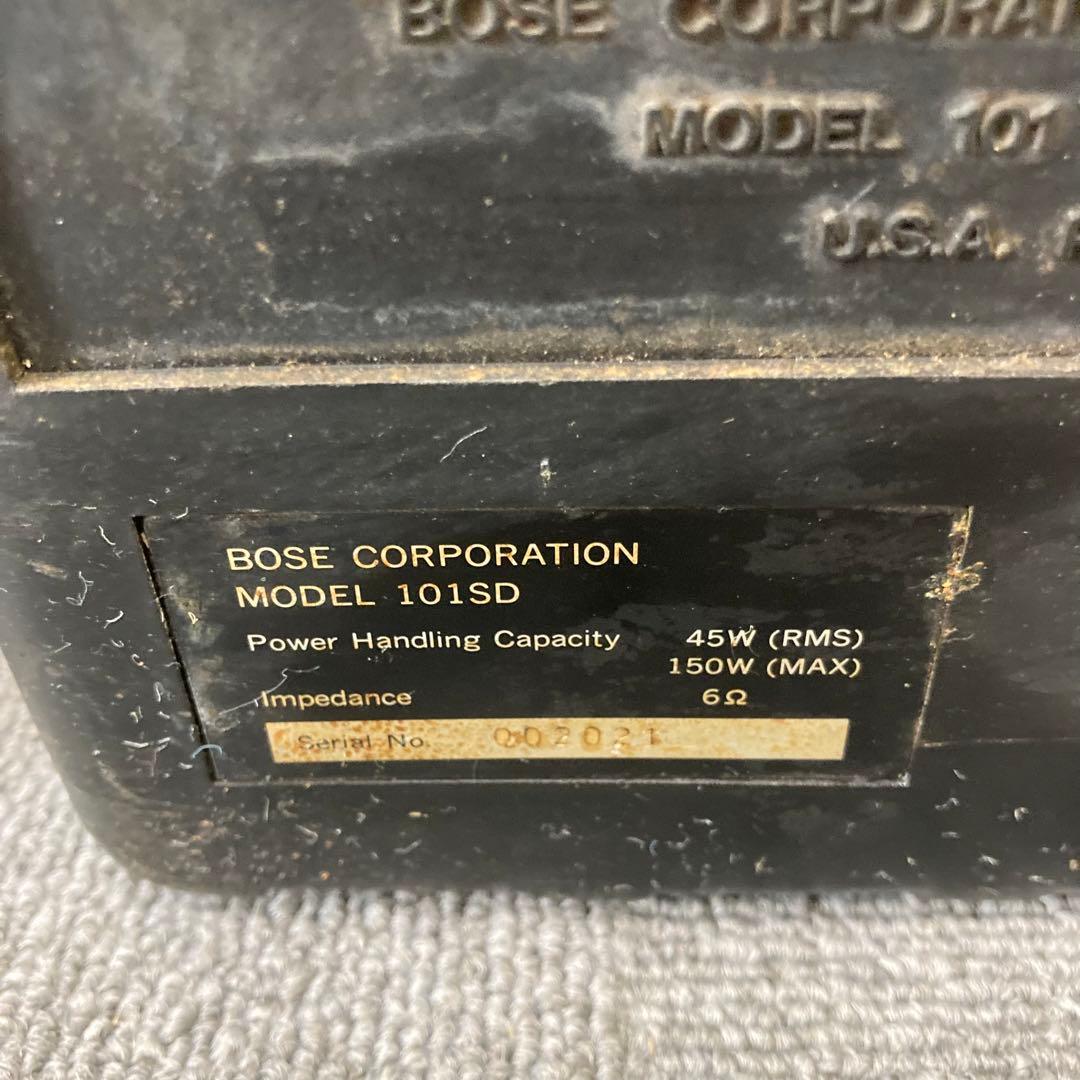 BOSE CORPORAT
MODEL 101
U.S.A.
BOSE CORPORATION
MODEL 101SD
Power Handling Capacity 45W (RMS)
150W (MAX)
Impedance 6Ω
Serial No. 002021